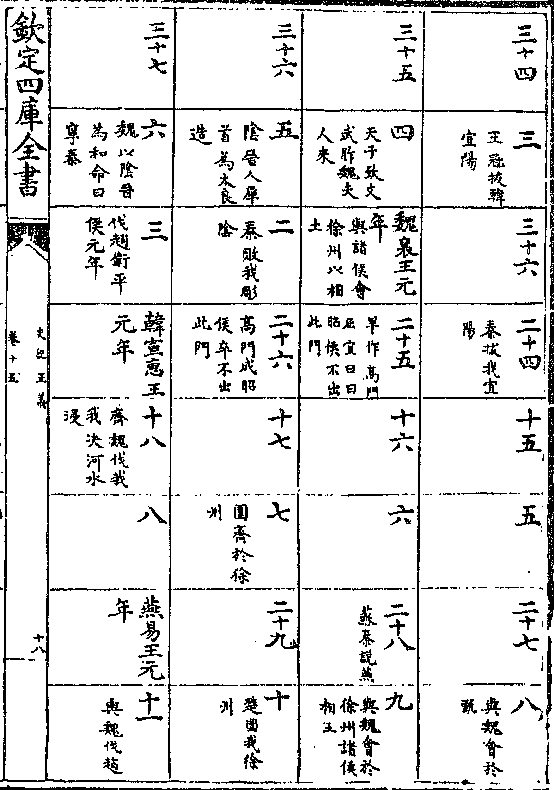 三十四
三
王冠拔韓
宜陽
三十六
二十四
秦拔我宜
陽
十五
五
二十七
八
與魏會於
甄
三十五
四
天子致文
武胙魏夫
人來
魏襄王元
年
與諸侯會
徐州以相
王
二十五
旱作高門
屈宜臼曰
昭侯不出
此門
十六
六
二十八
蘇秦說燕
九
與魏會於
徐州諸侯
相王
三十六
五
陰晉人犀
首為大良
造
二
秦敗我彫
陰
二十六
高門成昭
侯卒不出
此門
十七
七
圍齊於徐
州
二十九
十
楚圍我徐
州
三十七
六
魏以陰晉
為和命曰
寧秦
三
伐趙衛平
侯元年
韓宣惠王
元年
十八
齊魏伐我
我決河水
浸
八
燕易王元
年
十一
與魏伐趙
欽定四庫全書
史記正義
卷十五
十八